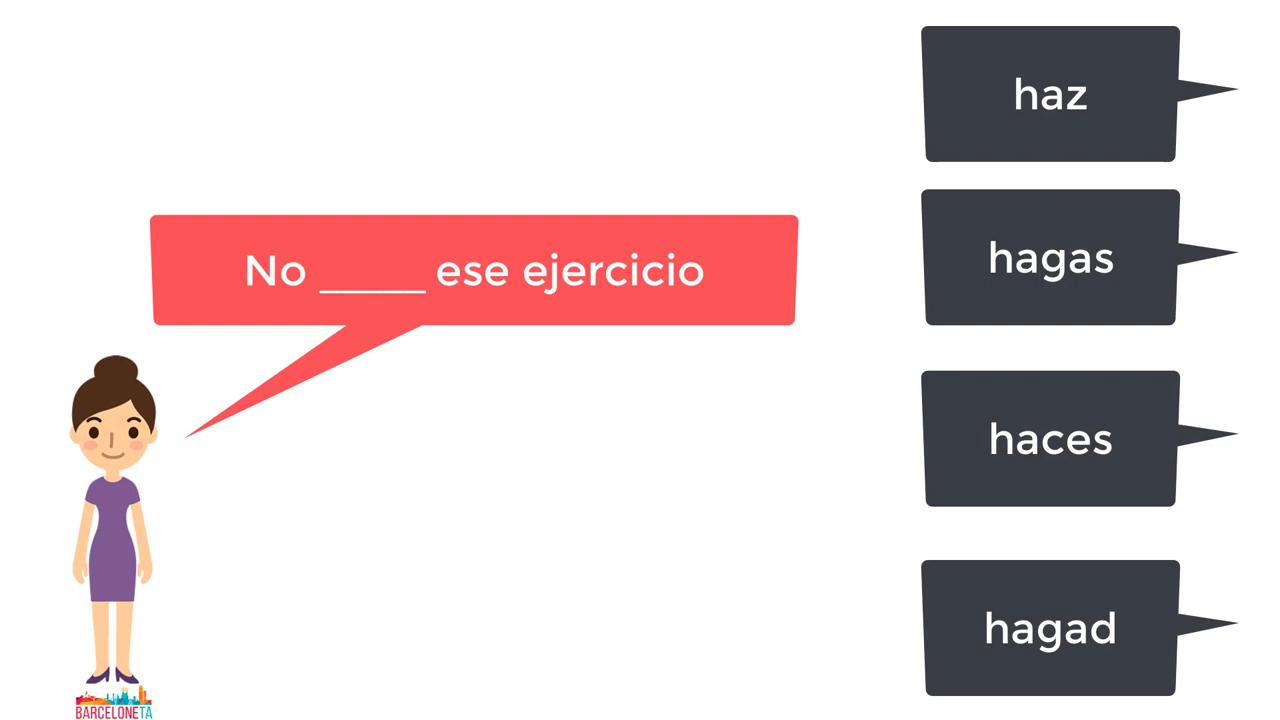 haz
No _____ ese ejercicio
hagas
haces
hagad
BARCELONETA